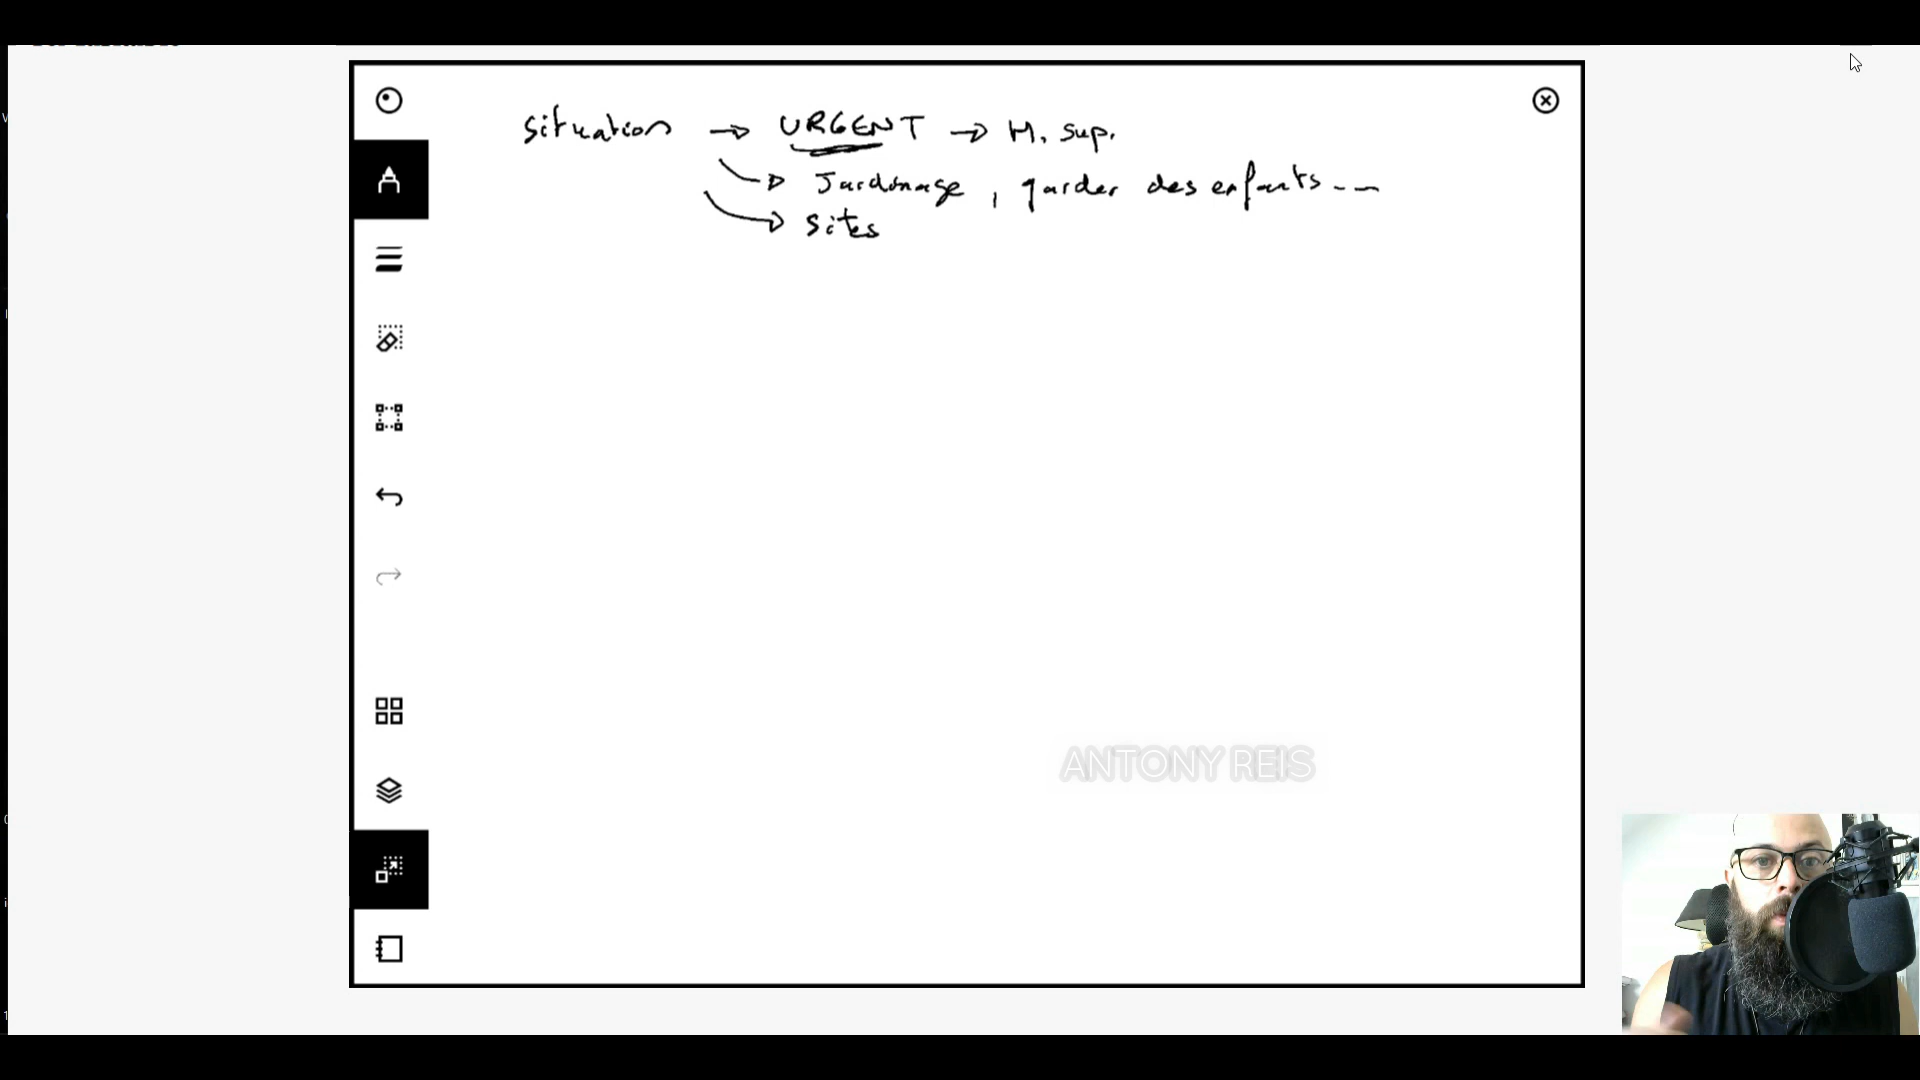 situation → URGENT → H. sup.
→ Jardinage, garder des enfants...
→ Sites
ANTONY REIS